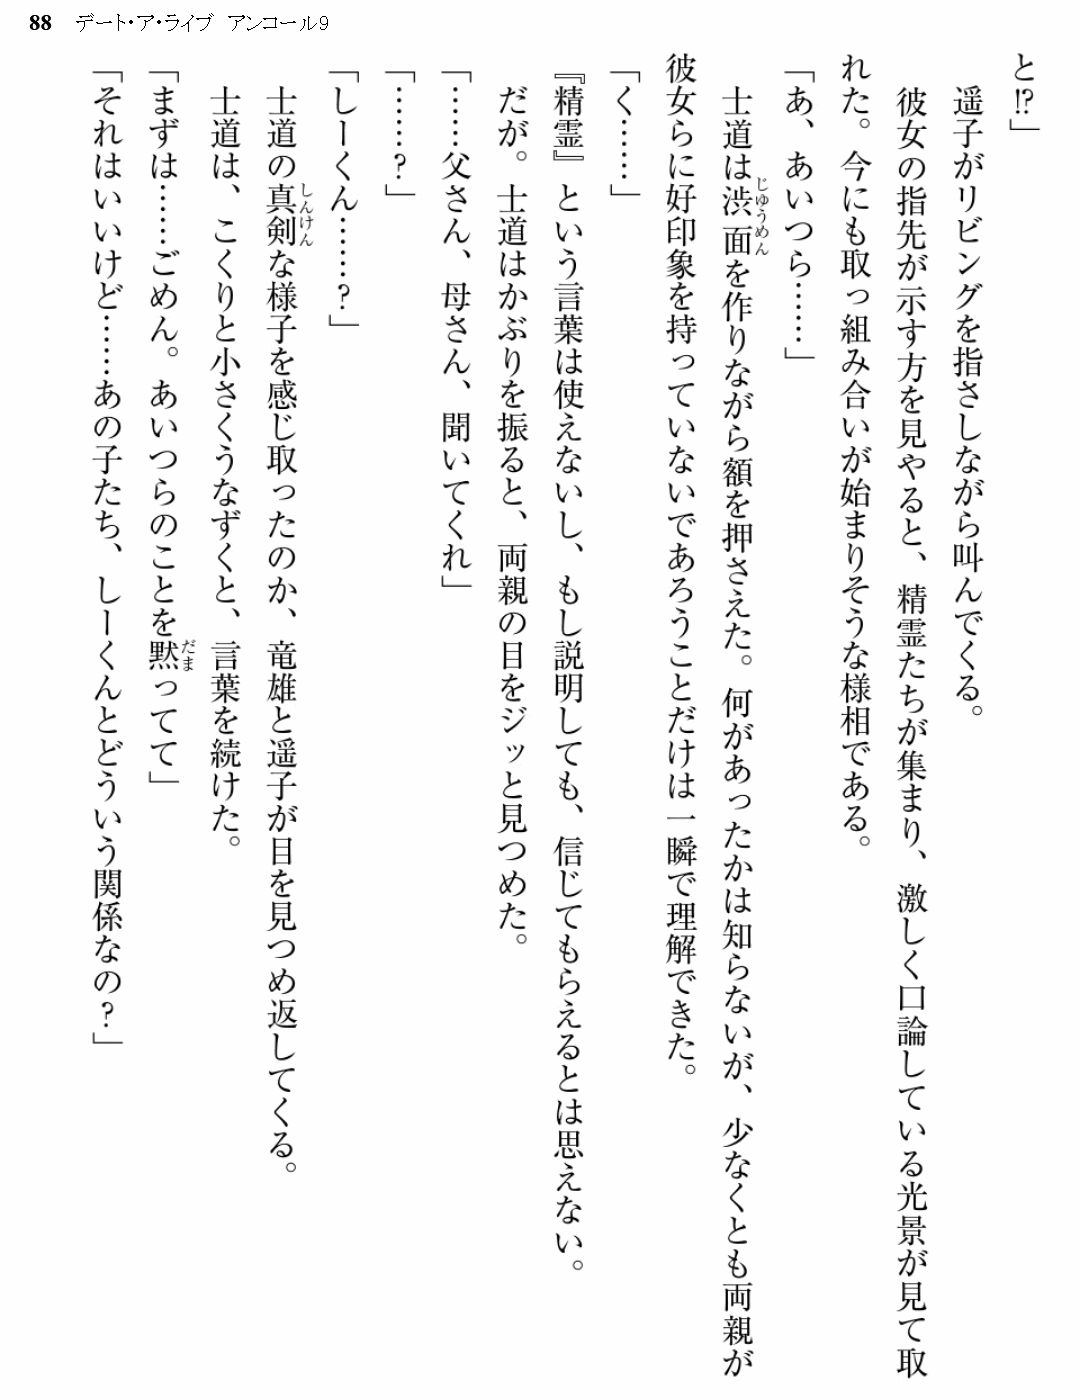 88 デート・ア・ライブ アンコール9
と!?」
　遥子がリビングを指さしながら叫んでくる。
　彼女の指先が示す方を見やると、精霊たちが集まり、激しく口論している光景が見て取
れた。今にも取っ組み合いが始まりそうな様相である。
「あ、あいつら……」
　士道は渋面を作りながら額を押さえた。何があったかは知らないが、少なくとも両親が
じゆうめん
彼女らに好印象を持っていないであろうことだけは一瞬で理解できた。
「く……」
『精霊』という言葉は使えないし、もし説明しても、信じてもらえるとは思えない。
　だが。士道はかぶりを振ると、両親の目をジッと見つめた。
「……父さん、母さん、聞いてくれ」
「……?」
「しーくん……?」
　士道の真剣な様子を感じ取ったのか、竜雄と遥子が目を見つめ返してくる。
しんけん
　士道は、こくりと小さくうなずくと、言葉を続けた。
「まずは……ごめん。あいつらのことを黙ってて」
だま
「それはいいけど……あの子たち、しーくんとどういう関係なの?」